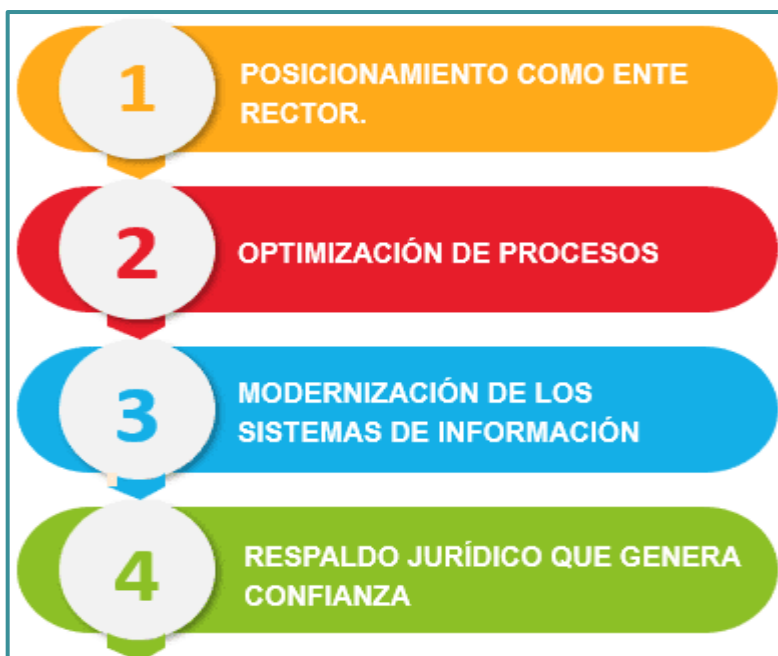 1
POSICIONAMIENTO COMO ENTE
RECTOR.
2
OPTIMIZACIÓN DE PROCESOS
3
MODERNIZACIÓN DE LOS
SISTEMAS DE INFORMACIÓN
4
RESPALDO JURÍDICO QUE GENERA
CONFIANZA